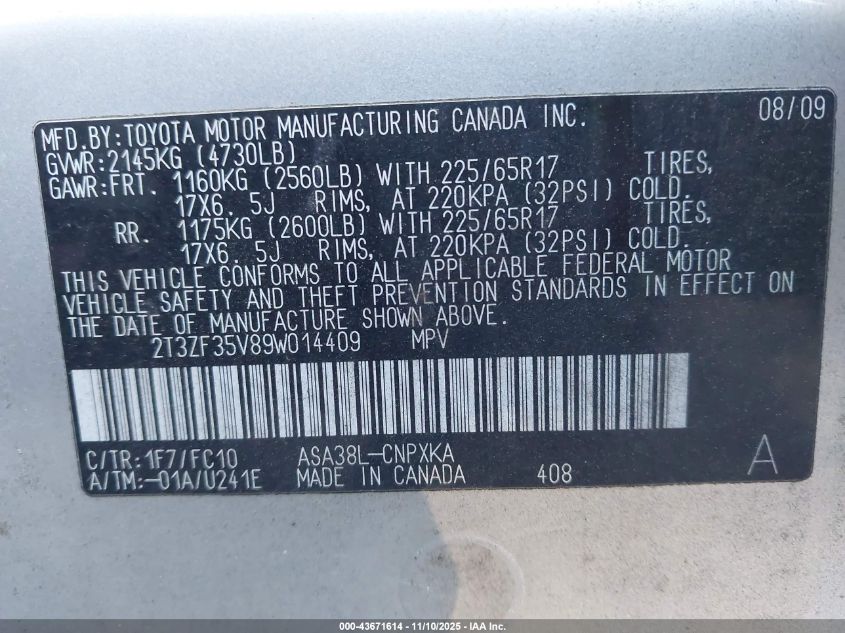 MFD.BY:TOYOTA MOTOR MANUFACTURING CANADA INC. 08/09
GVWR:2145KG (4730LB)
GAWR:FRT. 1160KG (2560LB) WITH 225/65R17 TIRES,
17X6. 5J RIMS, AT 220KPA (32PSI) COLD.
RR. 1175KG (2600LB) WITH 225/65R17 TIRES,
17X6. 5J RIMS, AT 220KPA (32PSI) COLD.
THIS VEHICLE CONFORMS TO ALL APPLICABLE FEDERAL MOTOR
VEHICLE SAFETY AND THEFT PREVENTION STANDARDS IN EFFECT ON
THE DATE OF MANUFACTURE SHOWN ABOVE.
2T3ZF35V89W014409 MPV
C/TR:1F7/FC10 ASA38L-CNPXKA A
A/TM:-01A/U241E MADE IN CANADA 408
000-43671614 - 11/10/2025 - IAA Inc.